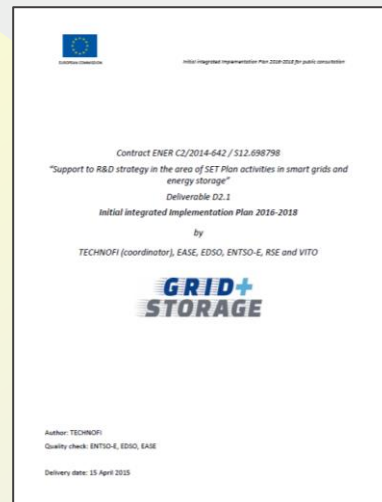 EUROPEAN COMMISSION
Initial Integrated Implementation Plan 2016-2018 for public consultation
Contract ENER C2/2014-642 / S12.698798
"Support to R&D strategy in the area of SET Plan activities in smart grids and
energy storage"
Deliverable D2.1
Initial integrated Implementation Plan 2016-2018
by
TECHNOFI (coordinator), EASE, EDSO, ENTSO-E, RSE and VITO
GRID+
STORAGE
Author: TECHNOFI
Quality check: ENTSO-E, EDSO, EASE
Delivery date: 15 April 2015